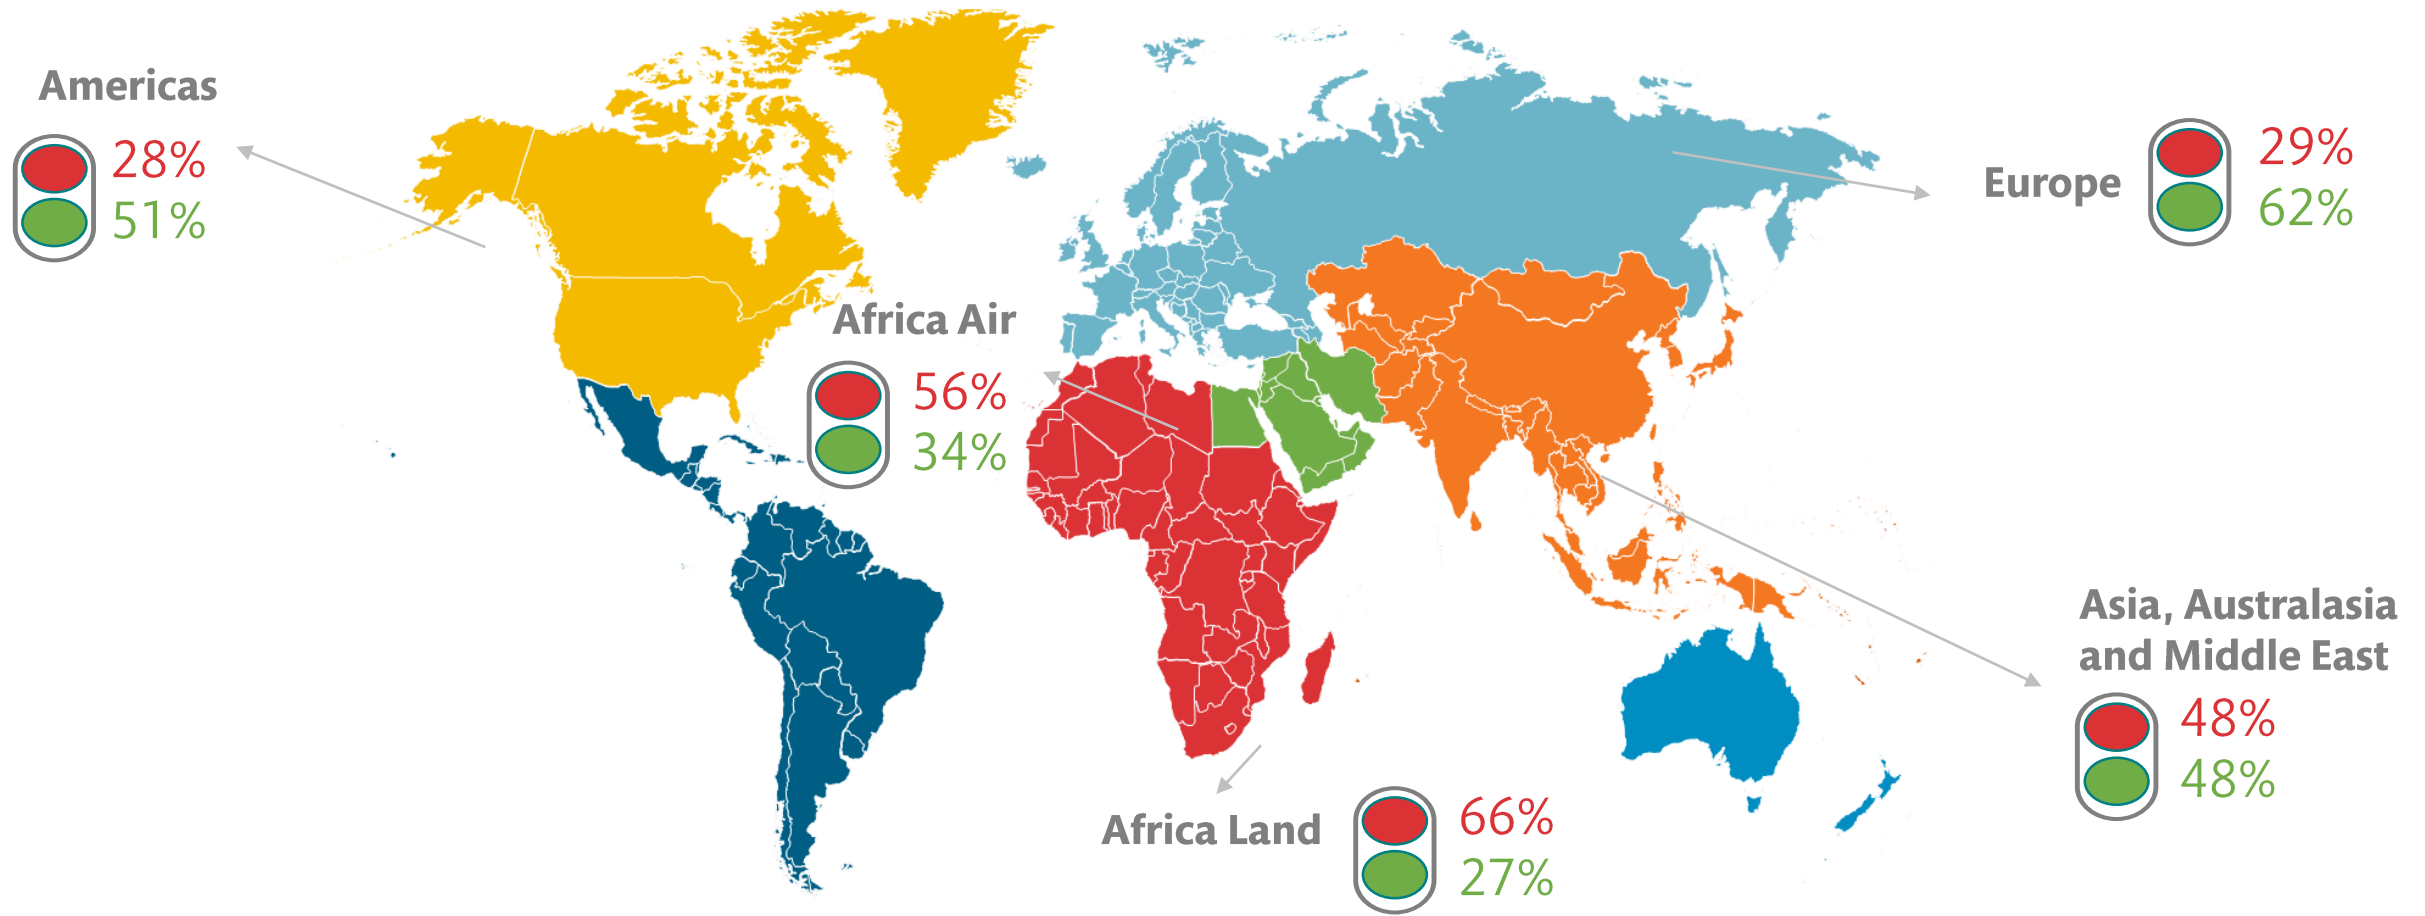 Americas
28%
51%
Europe
29%
62%
Africa Air
56%
34%
Asia, Australasia
and Middle East
48%
48%
Africa Land
66%
27%